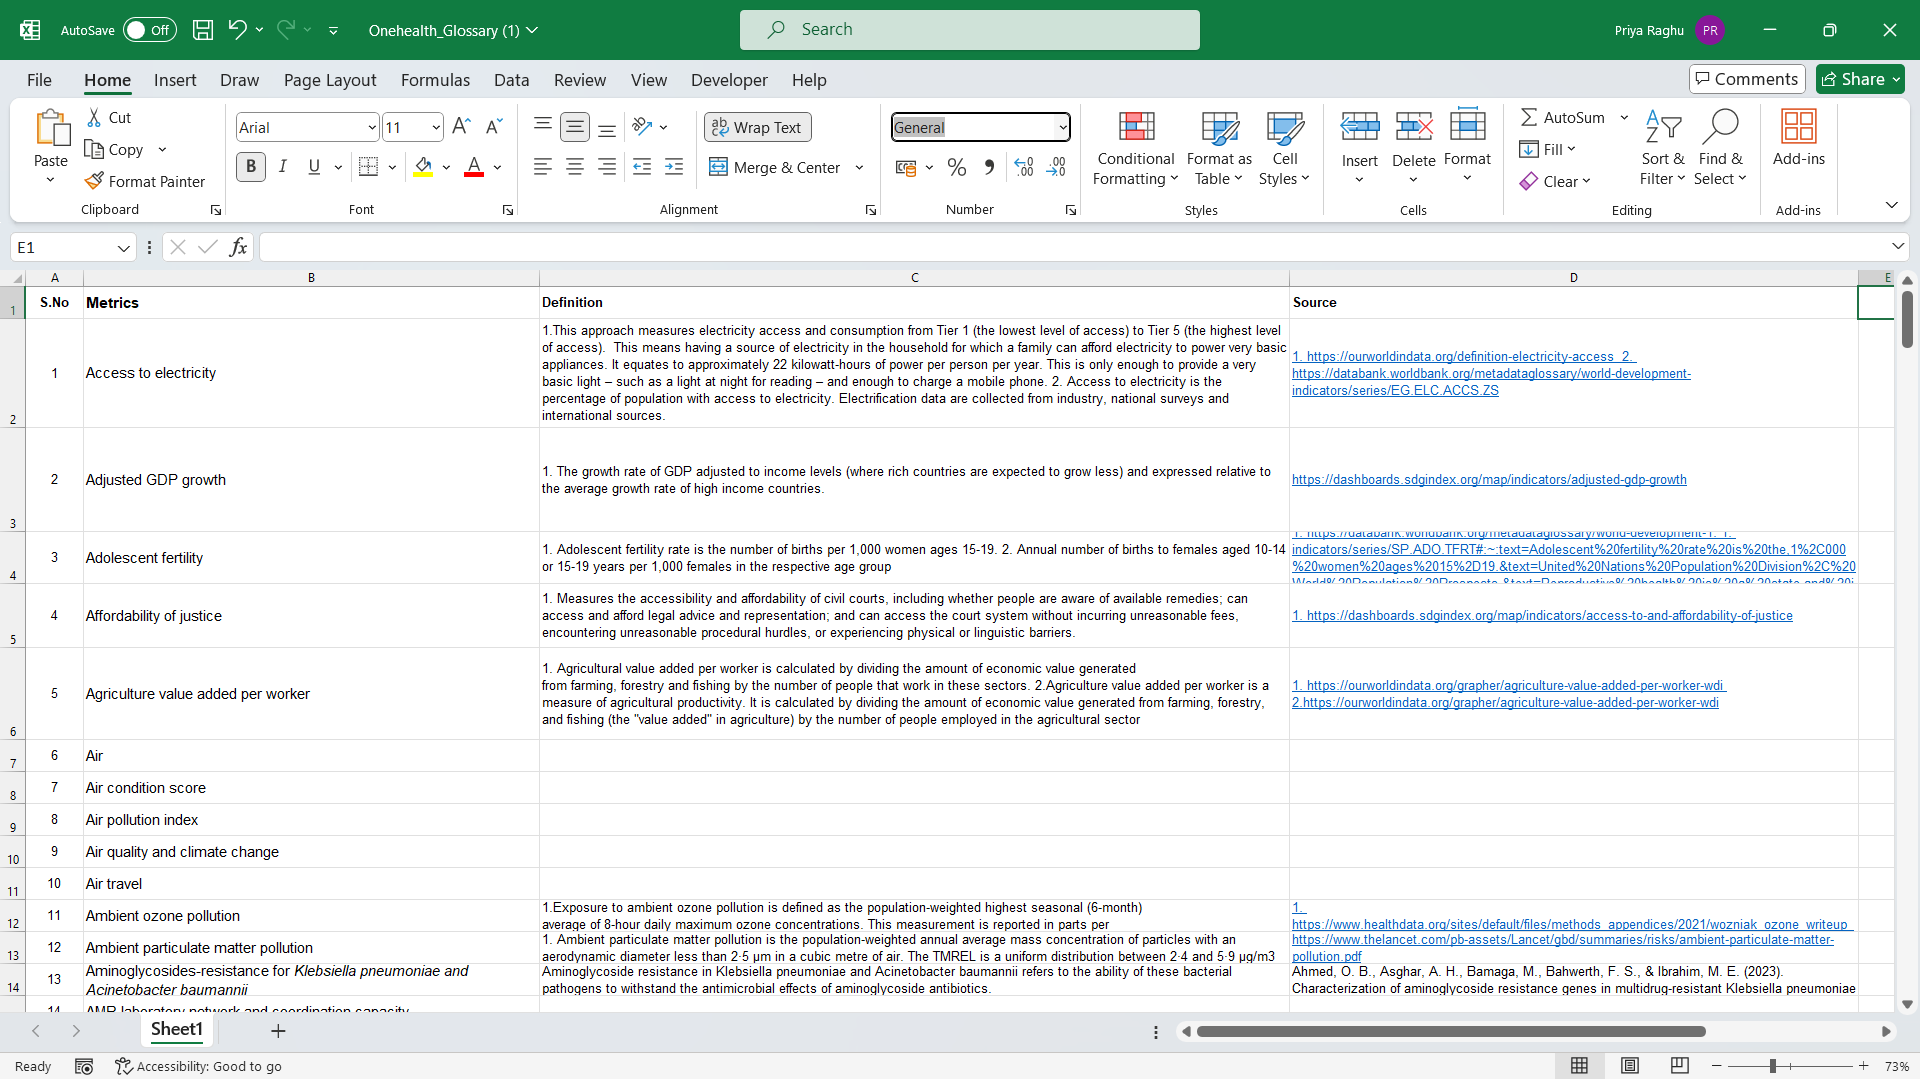 AutoSave Off Onehealth_Glossary (1) Search Priya Raghu PR
File Home Insert Draw Page Layout Formulas Data Review View Developer Help Comments Share
Paste Cut Copy Format Painter Clipboard
Arial 11 B I U A Font
Wrap Text Merge & Center Alignment
General Number
Conditional Formatting Format as Table Cell Styles Styles
Insert Delete Format Cells
AutoSum Fill Clear Sort & Filter Find & Select Editing
Add-ins Add-ins
E1 fx
A B C D E
1 S.No Metrics Definition Source
1.This approach measures electricity access and consumption from Tier 1 (the lowest level of access) to Tier 5 (the highest level
of access). This means having a source of electricity in the household for which a family can afford electricity to power very basic
appliances. It equates to approximately 22 kilowatt-hours of power per person per year. This is only enough to provide a very
basic light – such as a light at night for reading – and enough to charge a mobile phone. 2. Access to electricity is the
percentage of population with access to electricity. Electrification data are collected from industry, national surveys and
international sources.
2 1 Access to electricity
1. https://ourworldindata.org/definition-electricity-access 2.
https://databank.worldbank.org/metadataglossary/world-development-
indicators/series/EG.ELC.ACCS.ZS
3 2 Adjusted GDP growth
1. The growth rate of GDP adjusted to income levels (where rich countries are expected to grow less) and expressed relative to
the average growth rate of high income countries.
https://dashboards.sdgindex.org/map/indicators/adjusted-gdp-growth
4 3 Adolescent fertility
1. Adolescent fertility rate is the number of births per 1,000 women ages 15-19. 2. Annual number of births to females aged 10-14
or 15-19 years per 1,000 females in the respective age group
1. https://databank.worldbank.org/metadataglossary/world-development-1. 1.
indicators/series/SP.ADO.TFRT#:~:text=Adolescent%20fertility%20rate%20is%20the,1%2C000
%20women%20ages%2015%2D19.&text=United%20Nations%20Population%20Division%2C%20
World%20Population%20Prospects.&text=Reproductive%20health%20is%20a%20state,and%20i
5 4 Affordability of justice
1. Measures the accessibility and affordability of civil courts, including whether people are aware of available remedies; can
access and afford legal advice and representation; and can access the court system without incurring unreasonable fees,
encountering unreasonable procedural hurdles, or experiencing physical or linguistic barriers.
1. https://dashboards.sdgindex.org/map/indicators/access-to-and-affordability-of-justice
6 5 Agriculture value added per worker
1. Agricultural value added per worker is calculated by dividing the amount of economic value generated
from farming, forestry and fishing by the number of people that work in these sectors. 2.Agriculture value added per worker is a
measure of agricultural productivity. It is calculated by dividing the amount of economic value generated from farming, forestry,
and fishing (the "value added" in agriculture) by the number of people employed in the agricultural sector
1. https://ourworldindata.org/grapher/agriculture-value-added-per-worker-wdi
2.https://ourworldindata.org/grapher/agriculture-value-added-per-worker-wdi
7 6 Air
8 7 Air condition score
9 8 Air pollution index
10 9 Air quality and climate change
11 10 Air travel
12 11 Ambient ozone pollution
1.Exposure to ambient ozone pollution is defined as the population-weighted highest seasonal (6-month)
average of 8-hour daily maximum ozone concentrations. This measurement is reported in parts per
1.
https://www.healthdata.org/sites/default/files/methods_appendices/2021/wozniak_ozone_writeup_
13 12 Ambient particulate matter pollution
1. Ambient particulate matter pollution is the population-weighted annual average mass concentration of particles with an
aerodynamic diameter less than 2·5 μm in a cubic metre of air. The TMREL is a uniform distribution between 2·4 and 5·9 μg/m3
https://www.thelancet.com/pb-assets/Lancet/gbd/summaries/risks/ambient-particulate-matter-
pollution.pdf
14 13 Aminoglycosides-resistance for Klebsiella pneumoniae and
Acinetobacter baumannii
Aminoglycoside resistance in Klebsiella pneumoniae and Acinetobacter baumannii refers to the ability of these bacterial
pathogens to withstand the antimicrobial effects of aminoglycoside antibiotics.
Ahmed, O. B., Asghar, A. H., Bamaga, M., Bahwerth, F. S., & Ibrahim, M. E. (2023).
Characterization of aminoglycoside resistance genes in multidrug-resistant Klebsiella pneumoniae
14 AMR laboratory network and coordination capacity
Sheet1
Ready Accessibility: Good to go 73%